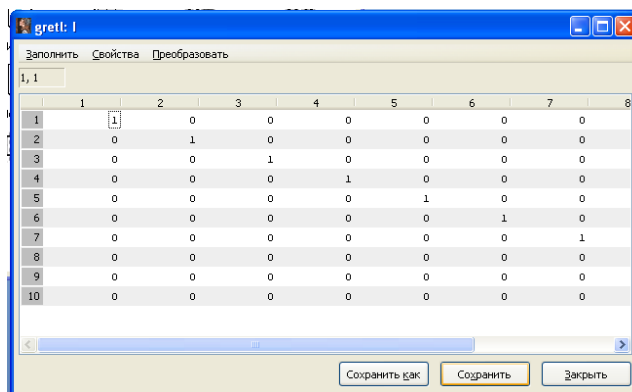 gretl: I
Заполнить Свойства Преобразовать
1, 1
1 2 3 4 5 6 7 8
1 1 0 0 0 0 0 0
2 0 1 0 0 0 0 0
3 0 0 1 0 0 0 0
4 0 0 0 1 0 0 0
5 0 0 0 0 1 0 0
6 0 0 0 0 0 1 0
7 0 0 0 0 0 0 1
8 0 0 0 0 0 0 0
9 0 0 0 0 0 0 0
10 0 0 0 0 0 0 0
Сохранить как Сохранить Закрыть